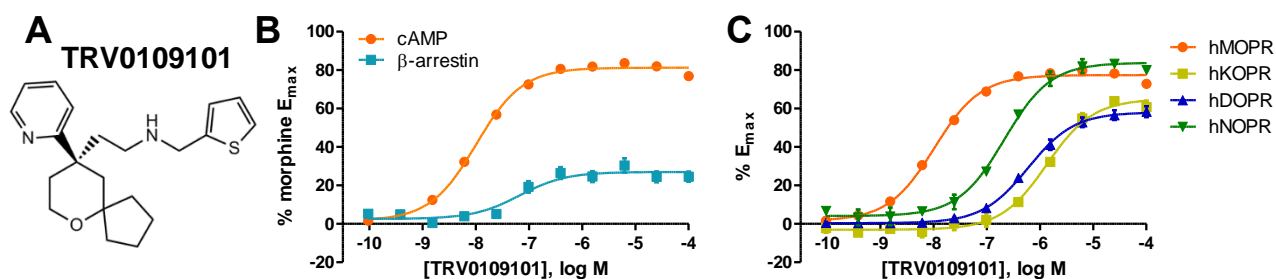 A
TRV0109101
N
H
N
S
O
B
% morphine Emax
100
80
60
40
20
0
-20
-10 -9 -8 -7 -6 -5 -4
[TRV0109101], log M
cAMP
β-arrestin
C
% Emax
100
80
60
40
20
0
-20
-10 -9 -8 -7 -6 -5 -4
[TRV0109101], log M
hMOPR
hKOPR
hDOPR
hNOPR